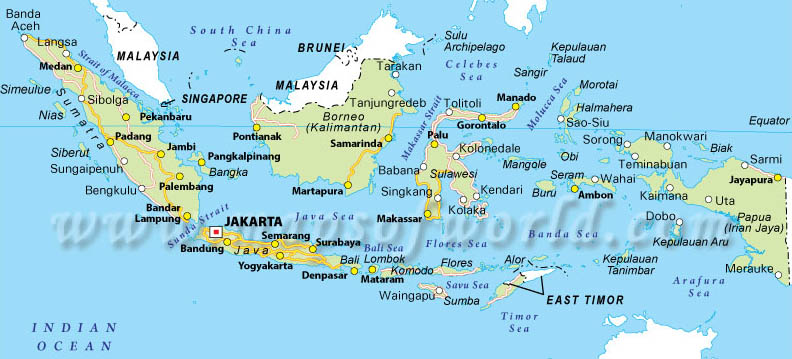 Banda
Aceh
Langsa
Medan
Strait of Malacca
Simeulue
Sibolga
Nias
Sumatra
Pekanbaru
Padang
Siberut
Jambi
Sungaipenuh
Pangkalpinang
Bangka
Bengkulu
Palembang
Bandar
Lampung
Sunda Strait
MALAYSIA
SINGAPORE
South China
Sea
BRUNEI
MALAYSIA
Tarakan
Tanjungredeb
Borneo
(Kalimantan)
Pontianak
Samarinda
Martapura
Makassar Strait
Sulu
Archipelago
Celebes
Sea
Kepulauan
Talaud
Sangir
Manado
Tolitoli
Gorontalo
Molucca Sea
Morotai
Halmahera
Sao-Siu
Equator
Palu
Kolonedale
Babana
Sulawesi
Singkang
Kendari
Kolaka
Makassar
Mangole
Obi
Seram
Wahai
Buru
Ambon
Sorong
Manokwari
Biak
Sarmi
Teminabuan
Jayapura
Kaimana
Uta
Dobo
Papua
(Irian Jaya)
Kepulauan Aru
Merauke
Kepulauan
Tanimbar
Arafura
Sea
Banda Sea
www.mapsofworld.com
JAKARTA
Java Sea
Semarang
Surabaya
Bandung
Java
Yogyakarta
Denpasar
Bali Sea
Bali
Lombok
Mataram
Flores Sea
Komodo
Flores
Alor
Savu Sea
Waingapu
Sumba
EAST TIMOR
Timor
Sea
INDIAN
OCEAN